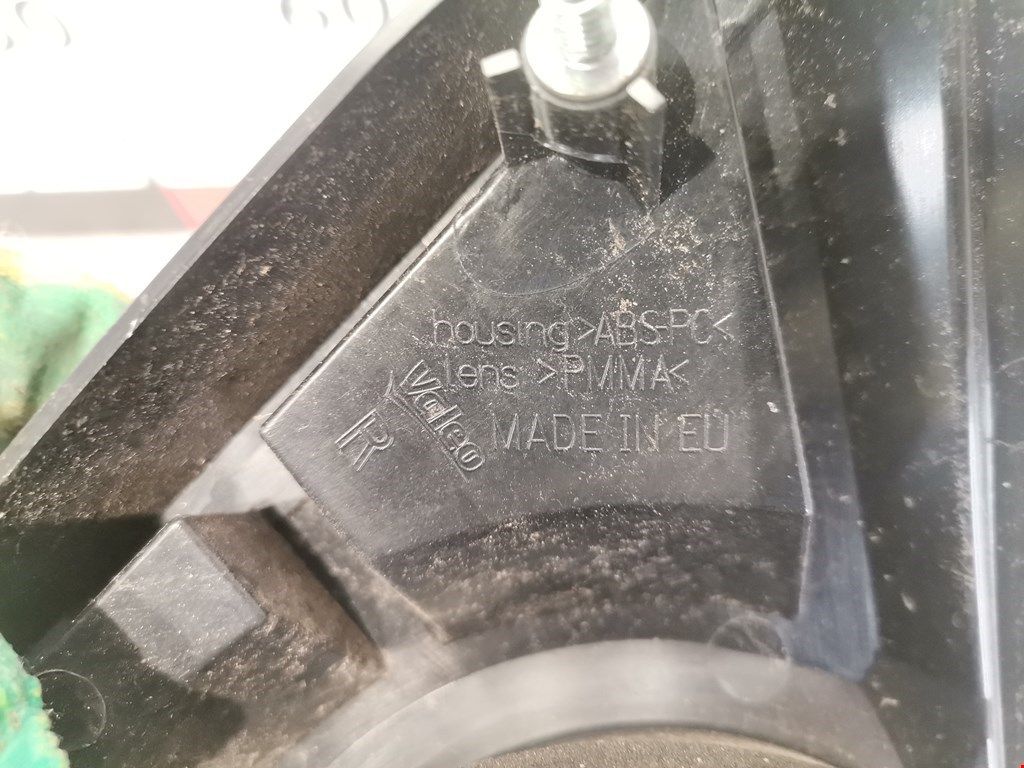 housing >ABS-PC<
lens >PMMA<
Valeo
R
MADE IN EU